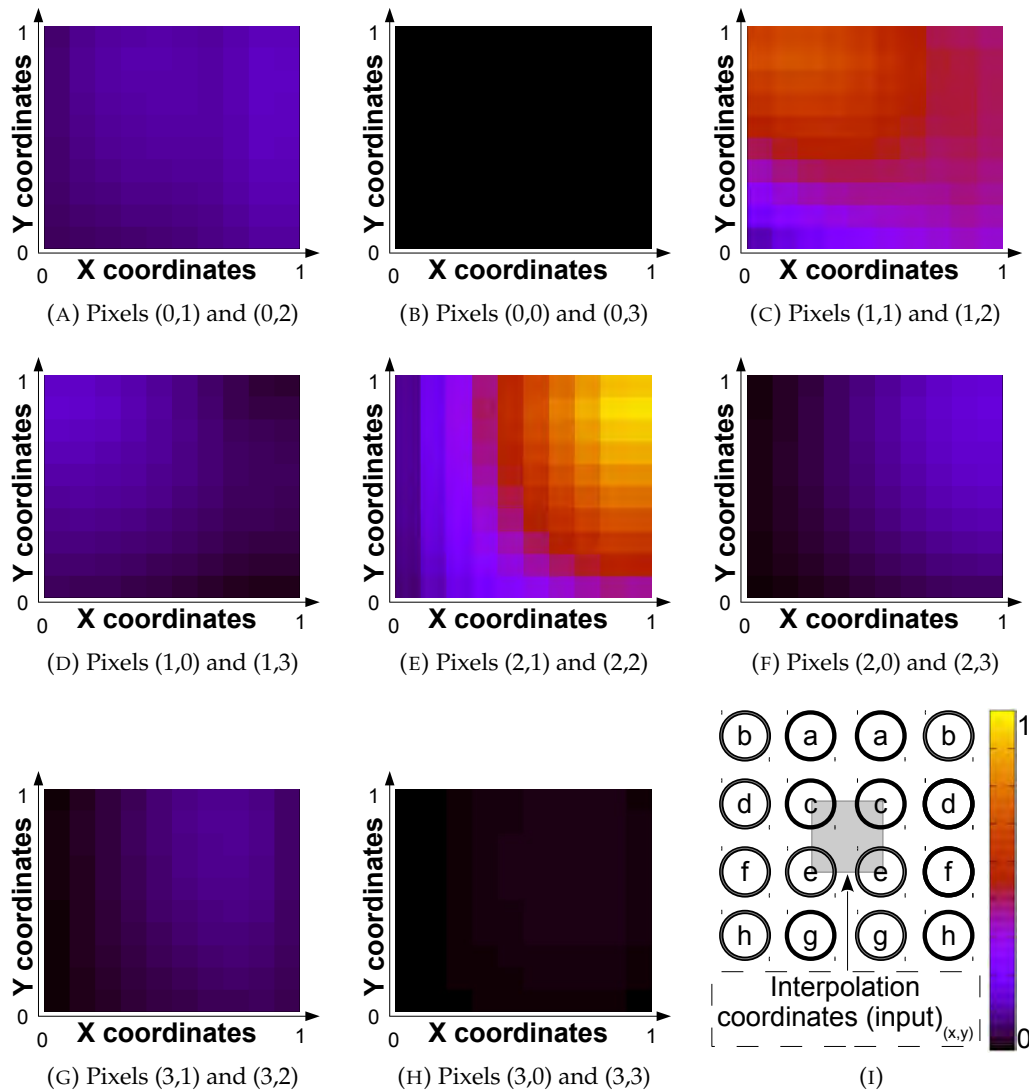 1 1 1
Y coordinates Y coordinates Y coordinates
0 0 0
0 X coordinates 1 0 X coordinates 1 0 X coordinates 1
(A) Pixels (0,1) and (0,2) (B) Pixels (0,0) and (0,3) (C) Pixels (1,1) and (1,2)
1 1 1
Y coordinates Y coordinates Y coordinates
0 0 0
0 X coordinates 1 0 X coordinates 1 0 X coordinates 1
(D) Pixels (1,0) and (1,3) (E) Pixels (2,1) and (2,2) (F) Pixels (2,0) and (2,3)
1 1
Y coordinates Y coordinates
0 0
0 X coordinates 1 0 X coordinates 1
(G) Pixels (3,1) and (3,2) (H) Pixels (3,0) and (3,3)
b a a b
d c c d
f e e f
h g g h
1
0
Interpolation
coordinates (input)(x,y)
(I)